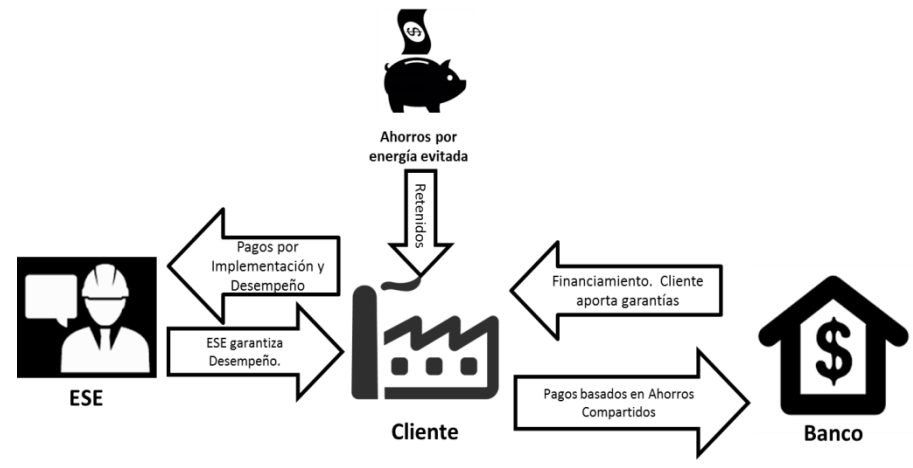 $
Ahorros por
energía evitada
Retenidos
Pagos por
Implementación y
Desempeño
Financiamiento. Cliente
aporta garantías
ESE garantiza
Desempeño.
$
Pagos basados en Ahorros
Compartidos
ESE
Cliente
Banco